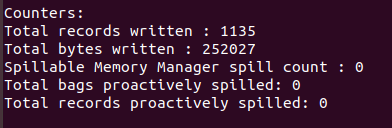 Counters:
Total records written : 1135
Total bytes written : 252027
Spillable Memory Manager spill count : 0
Total bags proactively spilled: 0
Total records proactively spilled: 0